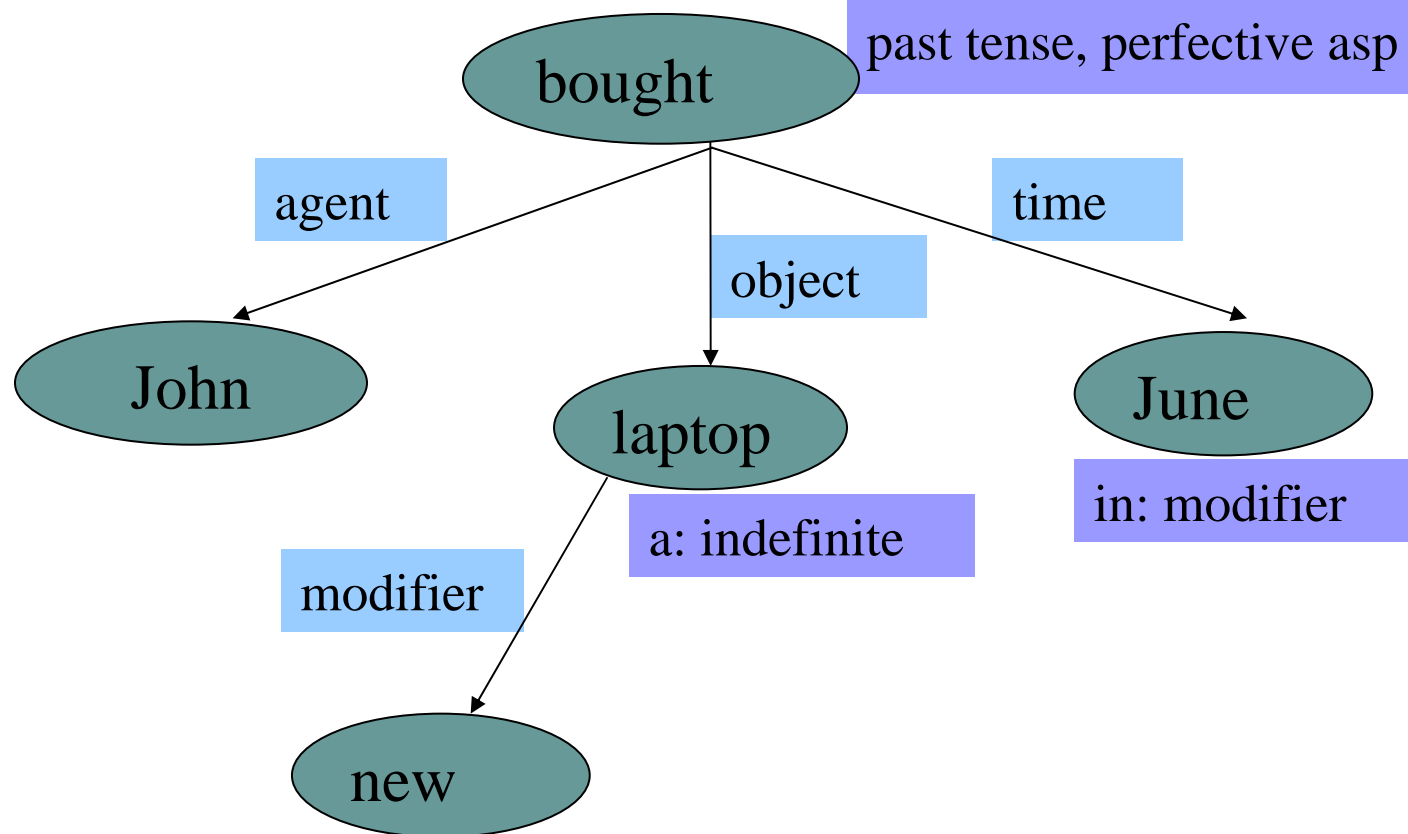 bought
past tense, perfective asp
agent
time
object
John
laptop
June
in: modifier
a: indefinite
modifier
new